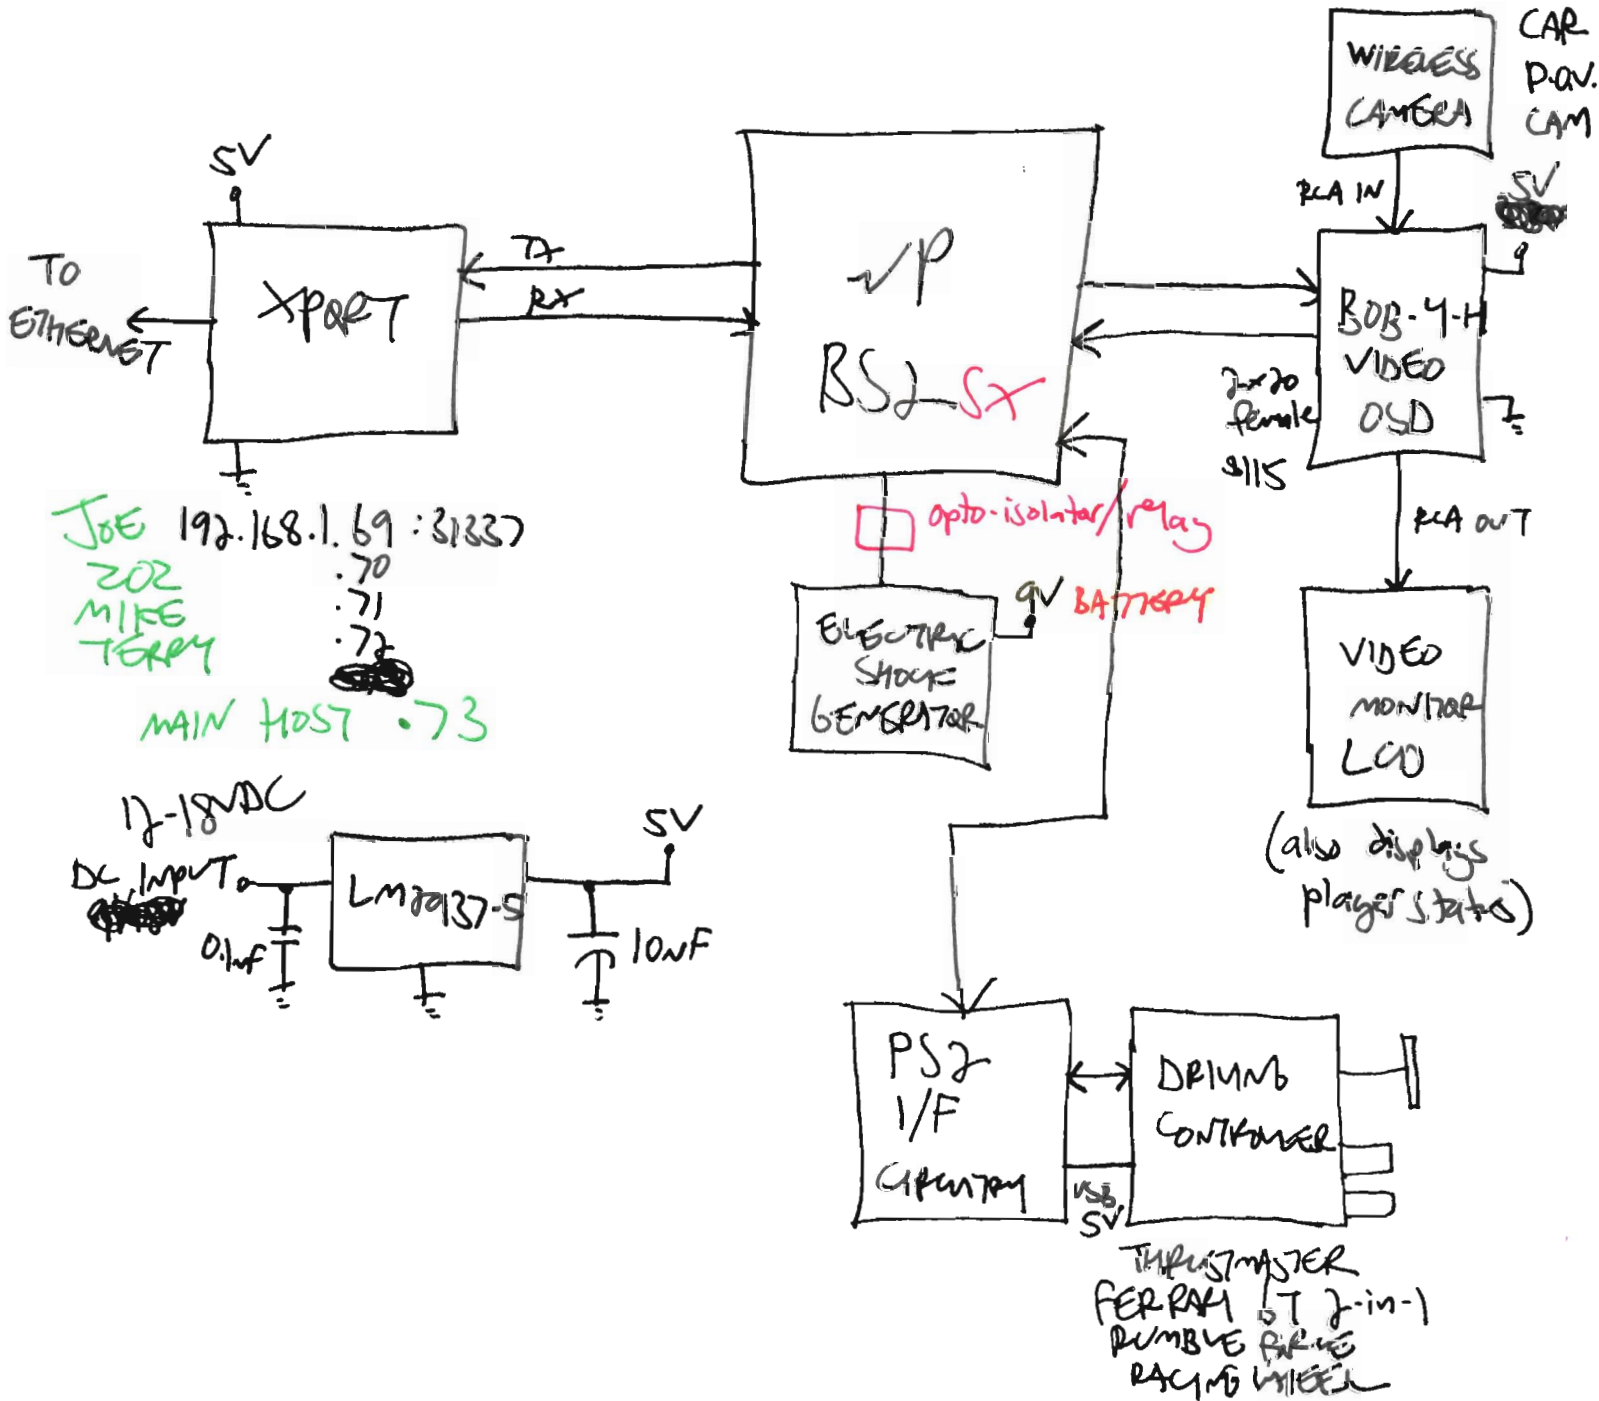 WIRELESS
CAMERA
CAR
P.O.V.
CAM
RCA IN
5V
5V
TO
ETHERNET
XPORT
TX
RX
µP
BS2-SX
BOB-4-H
VIDEO
OSD
2x20
female
$115
RCA OUT
JOE 192.168.1.69:31337
ZOZ .70
MIKE .71
TERRY .72
MAIN HOST .73
opto-isolator/relay
9V BATTERY
ELECTRIC
SHOCK
GENERATOR
VIDEO
MONITOR
LCD
(also displays
player status)
12-18VDC
DC INPUT
0.1uF
LM2937-5
5V
10uF
PS2
I/F
CIRCUITRY
USB
5V
DRIVING
CONTROLLER
THRUSTMASTER
FERRARI GT 2-in-1
RUMBLE FORCE
RACING WHEEL